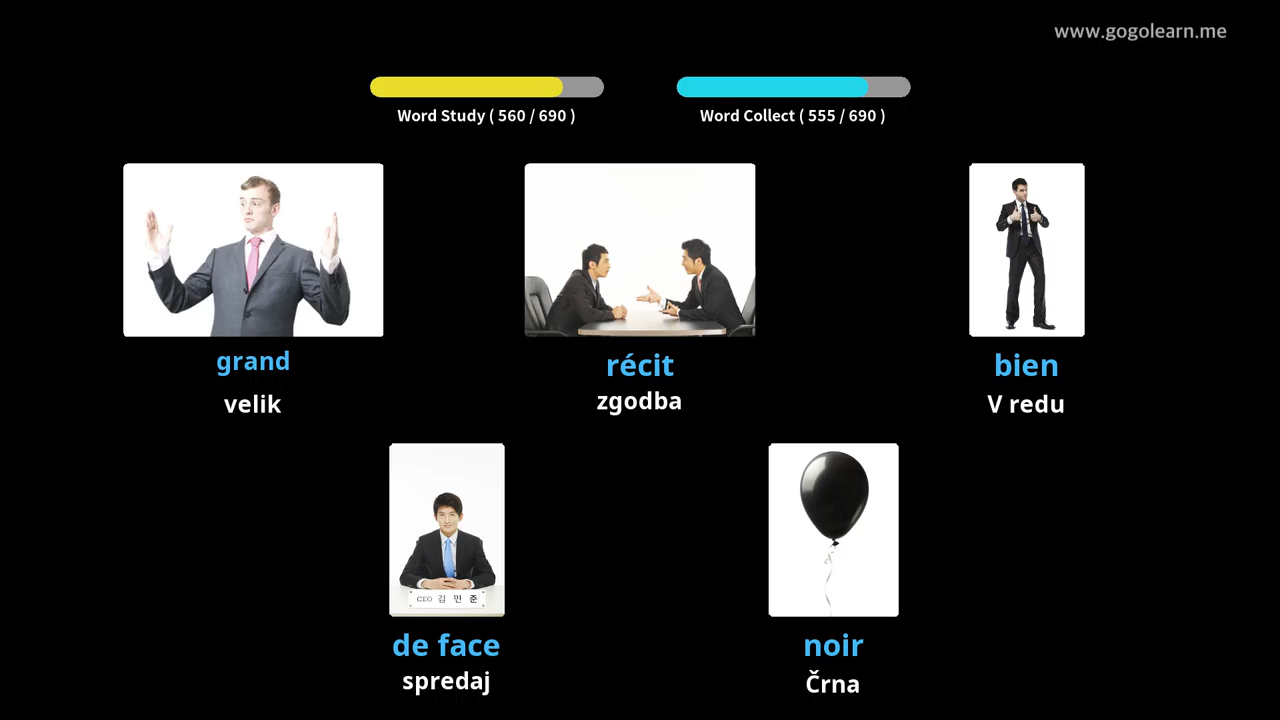 www.gogolearn.me
Word Study ( 560 / 690 )
Word Collect ( 555 / 690 )
grand
velik
récit
zgodba
bien
V redu
CEO 김 민 준
de face
spredaj
noir
Črna